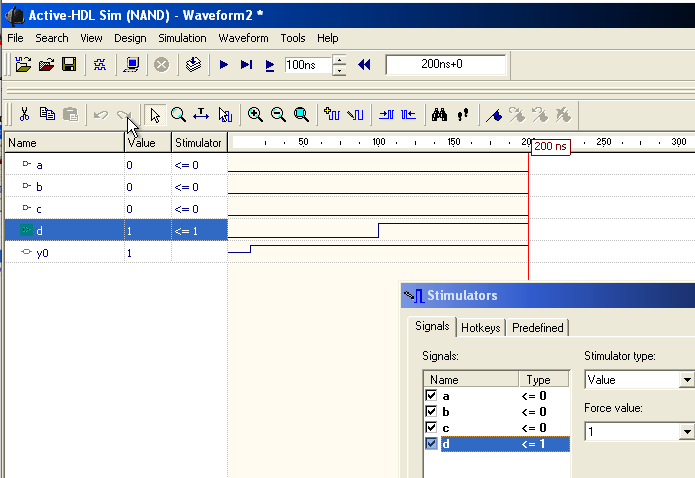 Active-HDL Sim (NAND) - Waveform2 *
File Search View Design Simulation Waveform Tools Help
100ns 200ns+0
Name Value Stimulator 50 100 150 200 250 300
200 ns
a 0 <= 0
b 0 <= 0
c 0 <= 0
d 1 <= 1
y0 1
Stimulators
Signals Hotkeys Predefined
Signals: Stimulator type:
Name Type Value
a <= 0
b <= 0 Force value:
c <= 0 1
d <= 1